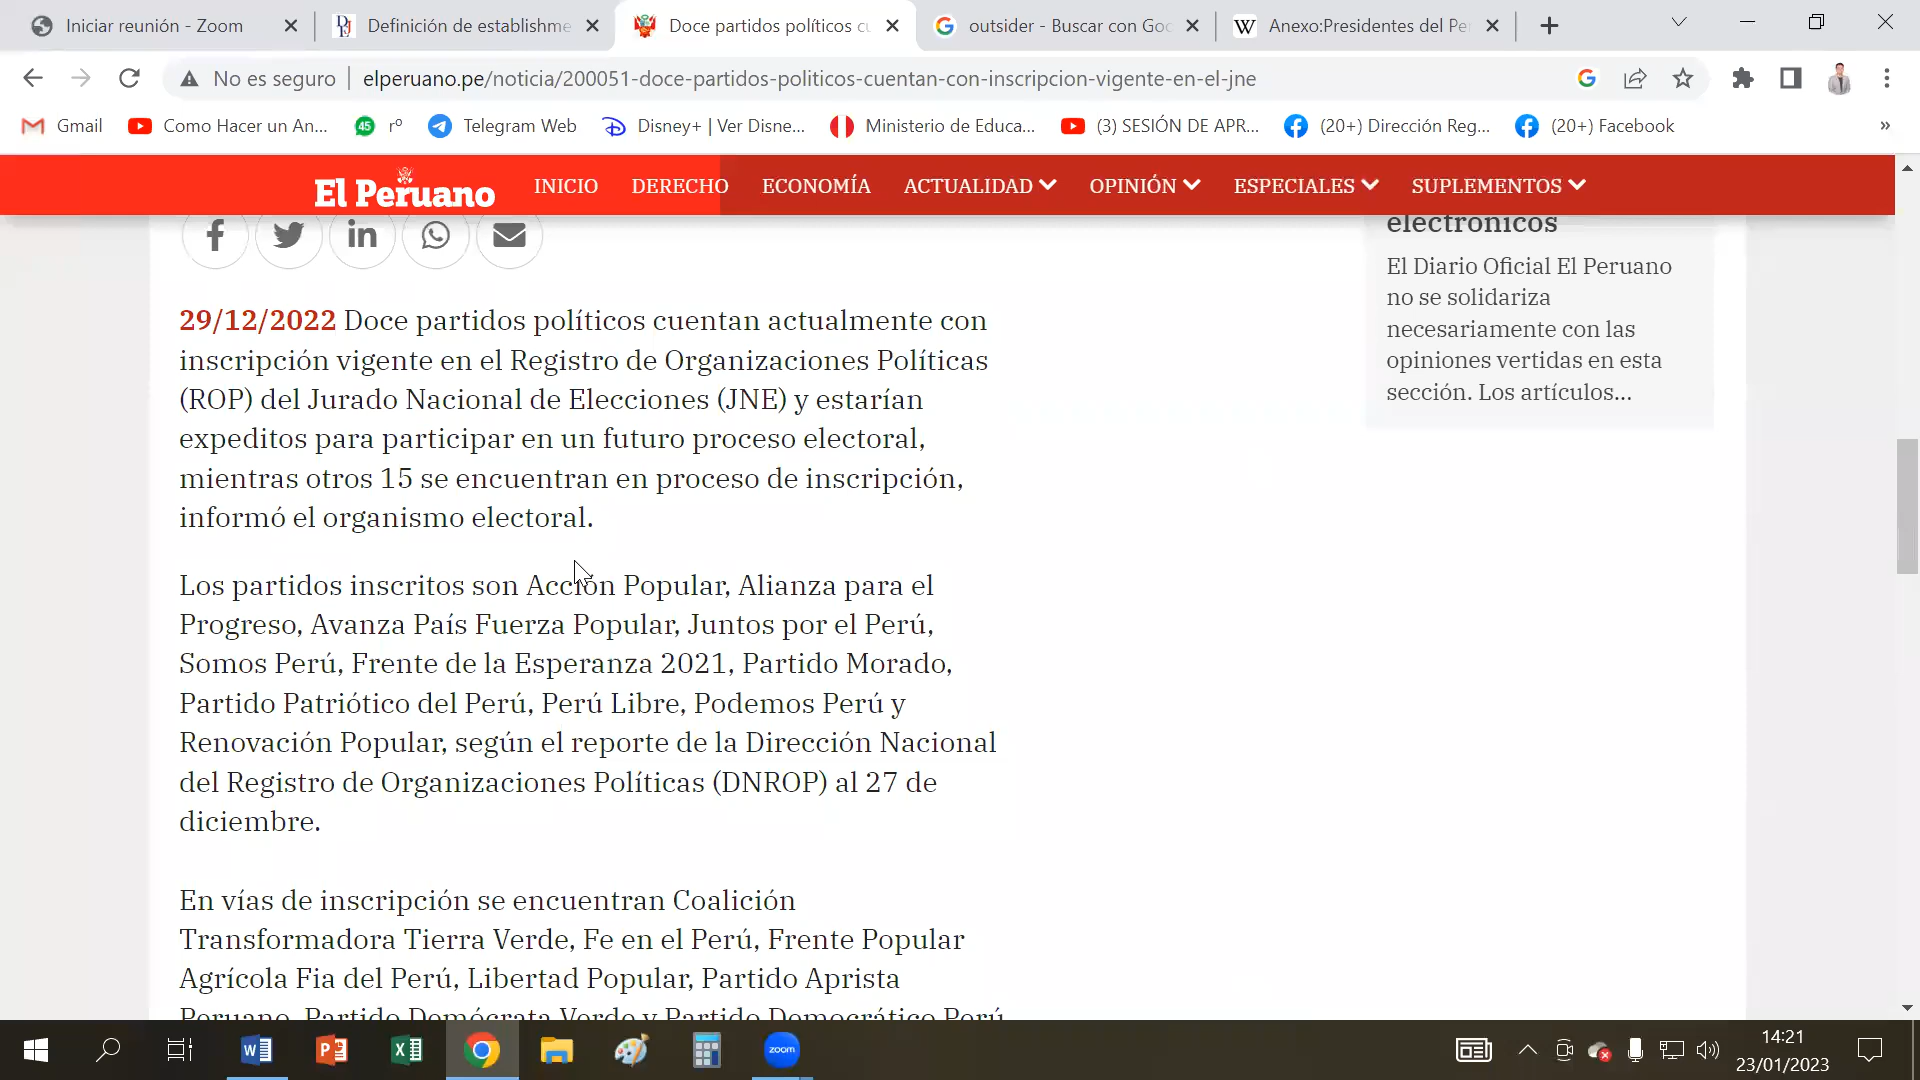 Iniciar reunión - Zoom
Definición de establishme
Doce partidos políticos cu
outsider - Buscar con Goo
Anexo:Presidentes del Pe
No es seguro
elperuano.pe/noticia/200051-doce-partidos-politicos-cuentan-con-inscripcion-vigente-en-el-jne
Gmail
Como Hacer un An...
45
rº
Telegram Web
Disney+ | Ver Disne...
Ministerio de Educa...
(3) SESIÓN DE APR...
(20+) Dirección Reg...
(20+) Facebook
»
El Peruano
INICIO
DERECHO
ECONOMÍA
ACTUALIDAD
OPINIÓN
ESPECIALES
SUPLEMENTOS
electrónicos
El Diario Oficial El Peruano
no se solidariza
necesariamente con las
opiniones vertidas en esta
sección. Los artículos...
29/12/2022 Doce partidos políticos cuentan actualmente con
inscripción vigente en el Registro de Organizaciones Políticas
(ROP) del Jurado Nacional de Elecciones (JNE) y estarían
expeditos para participar en un futuro proceso electoral,
mientras otros 15 se encuentran en proceso de inscripción,
informó el organismo electoral.
Los partidos inscritos son Acción Popular, Alianza para el
Progreso, Avanza País Fuerza Popular, Juntos por el Perú,
Somos Perú, Frente de la Esperanza 2021, Partido Morado,
Partido Patriótico del Perú, Perú Libre, Podemos Perú y
Renovación Popular, según el reporte de la Dirección Nacional
del Registro de Organizaciones Políticas (DNROP) al 27 de
diciembre.
En vías de inscripción se encuentran Coalición
Transformadora Tierra Verde, Fe en el Perú, Frente Popular
Agrícola Fia del Perú, Libertad Popular, Partido Aprista
Peruano, Partido Demócrata Verde y Partido Democrático Perú
zoom
14:21
23/01/2023